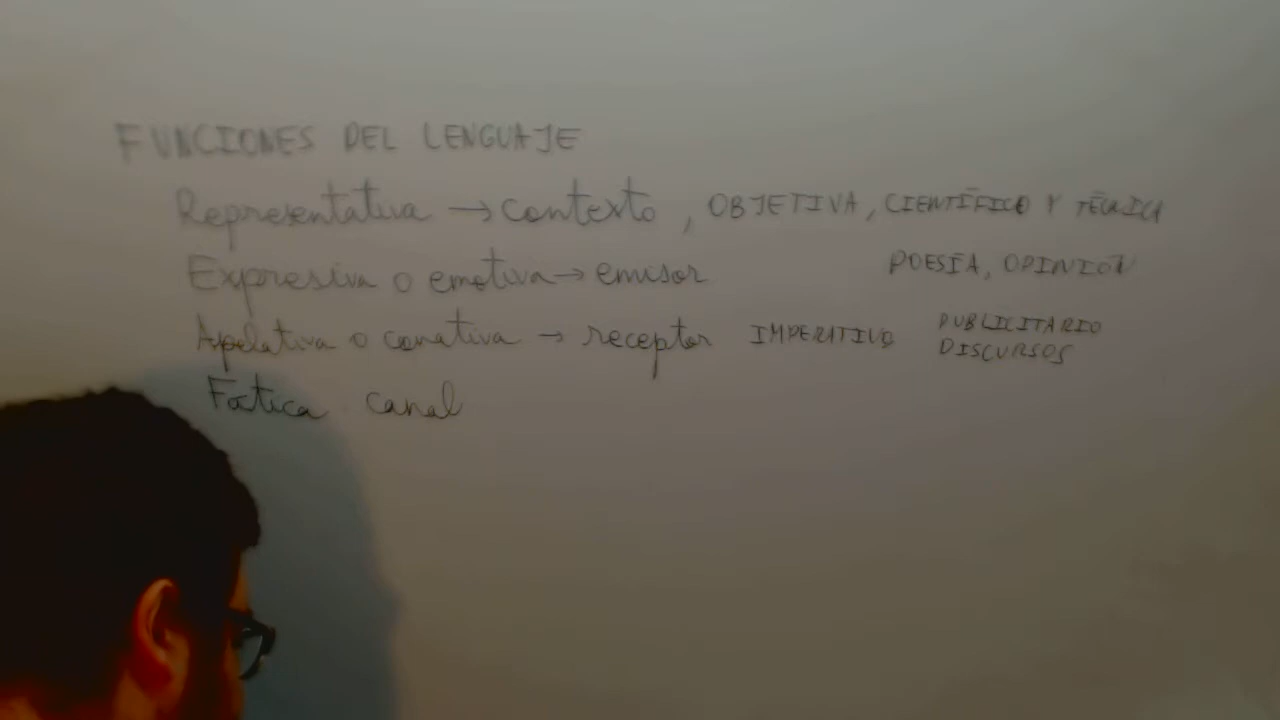 FUNCIONES DEL LENGUAJE
Representativa → contexto, OBJETIVA, CIENTÍFICO Y TÉCNICA
Expresiva o emotiva → emisor POESÍA, OPINIÓN
Apelativa o conativa → receptor IMPERATIVO PUBLICITARIO
DISCURSOS
Fática canal